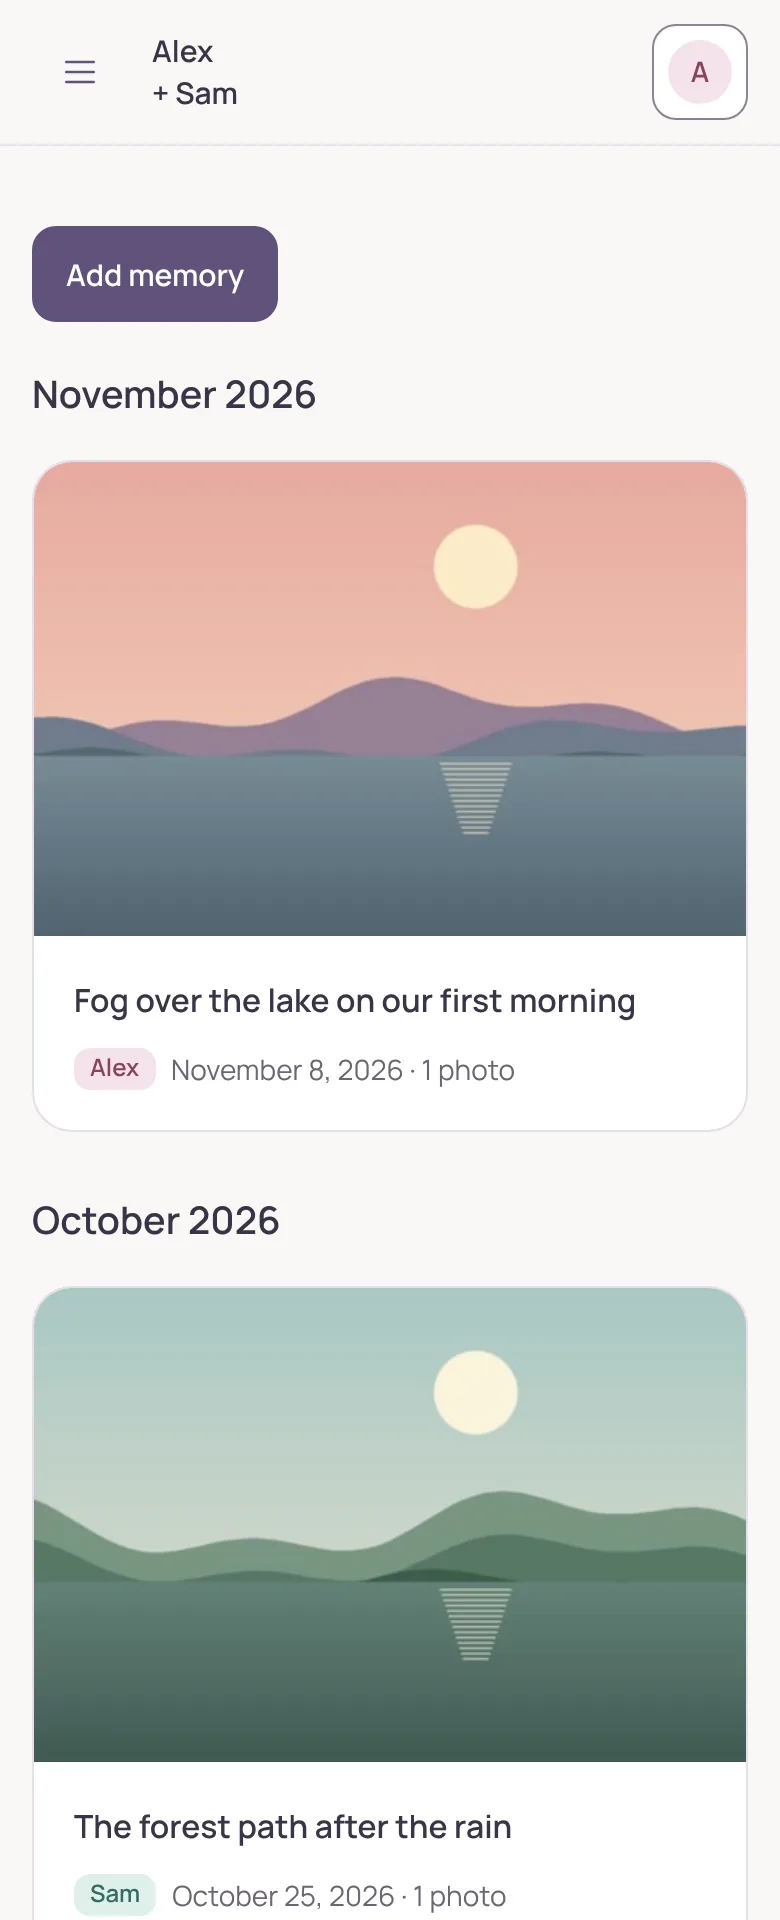 Alex
+ Sam
A
Add memory
November 2026
Fog over the lake on our first morning
Alex November 8, 2026 · 1 photo
October 2026
The forest path after the rain
Sam October 25, 2026 · 1 photo